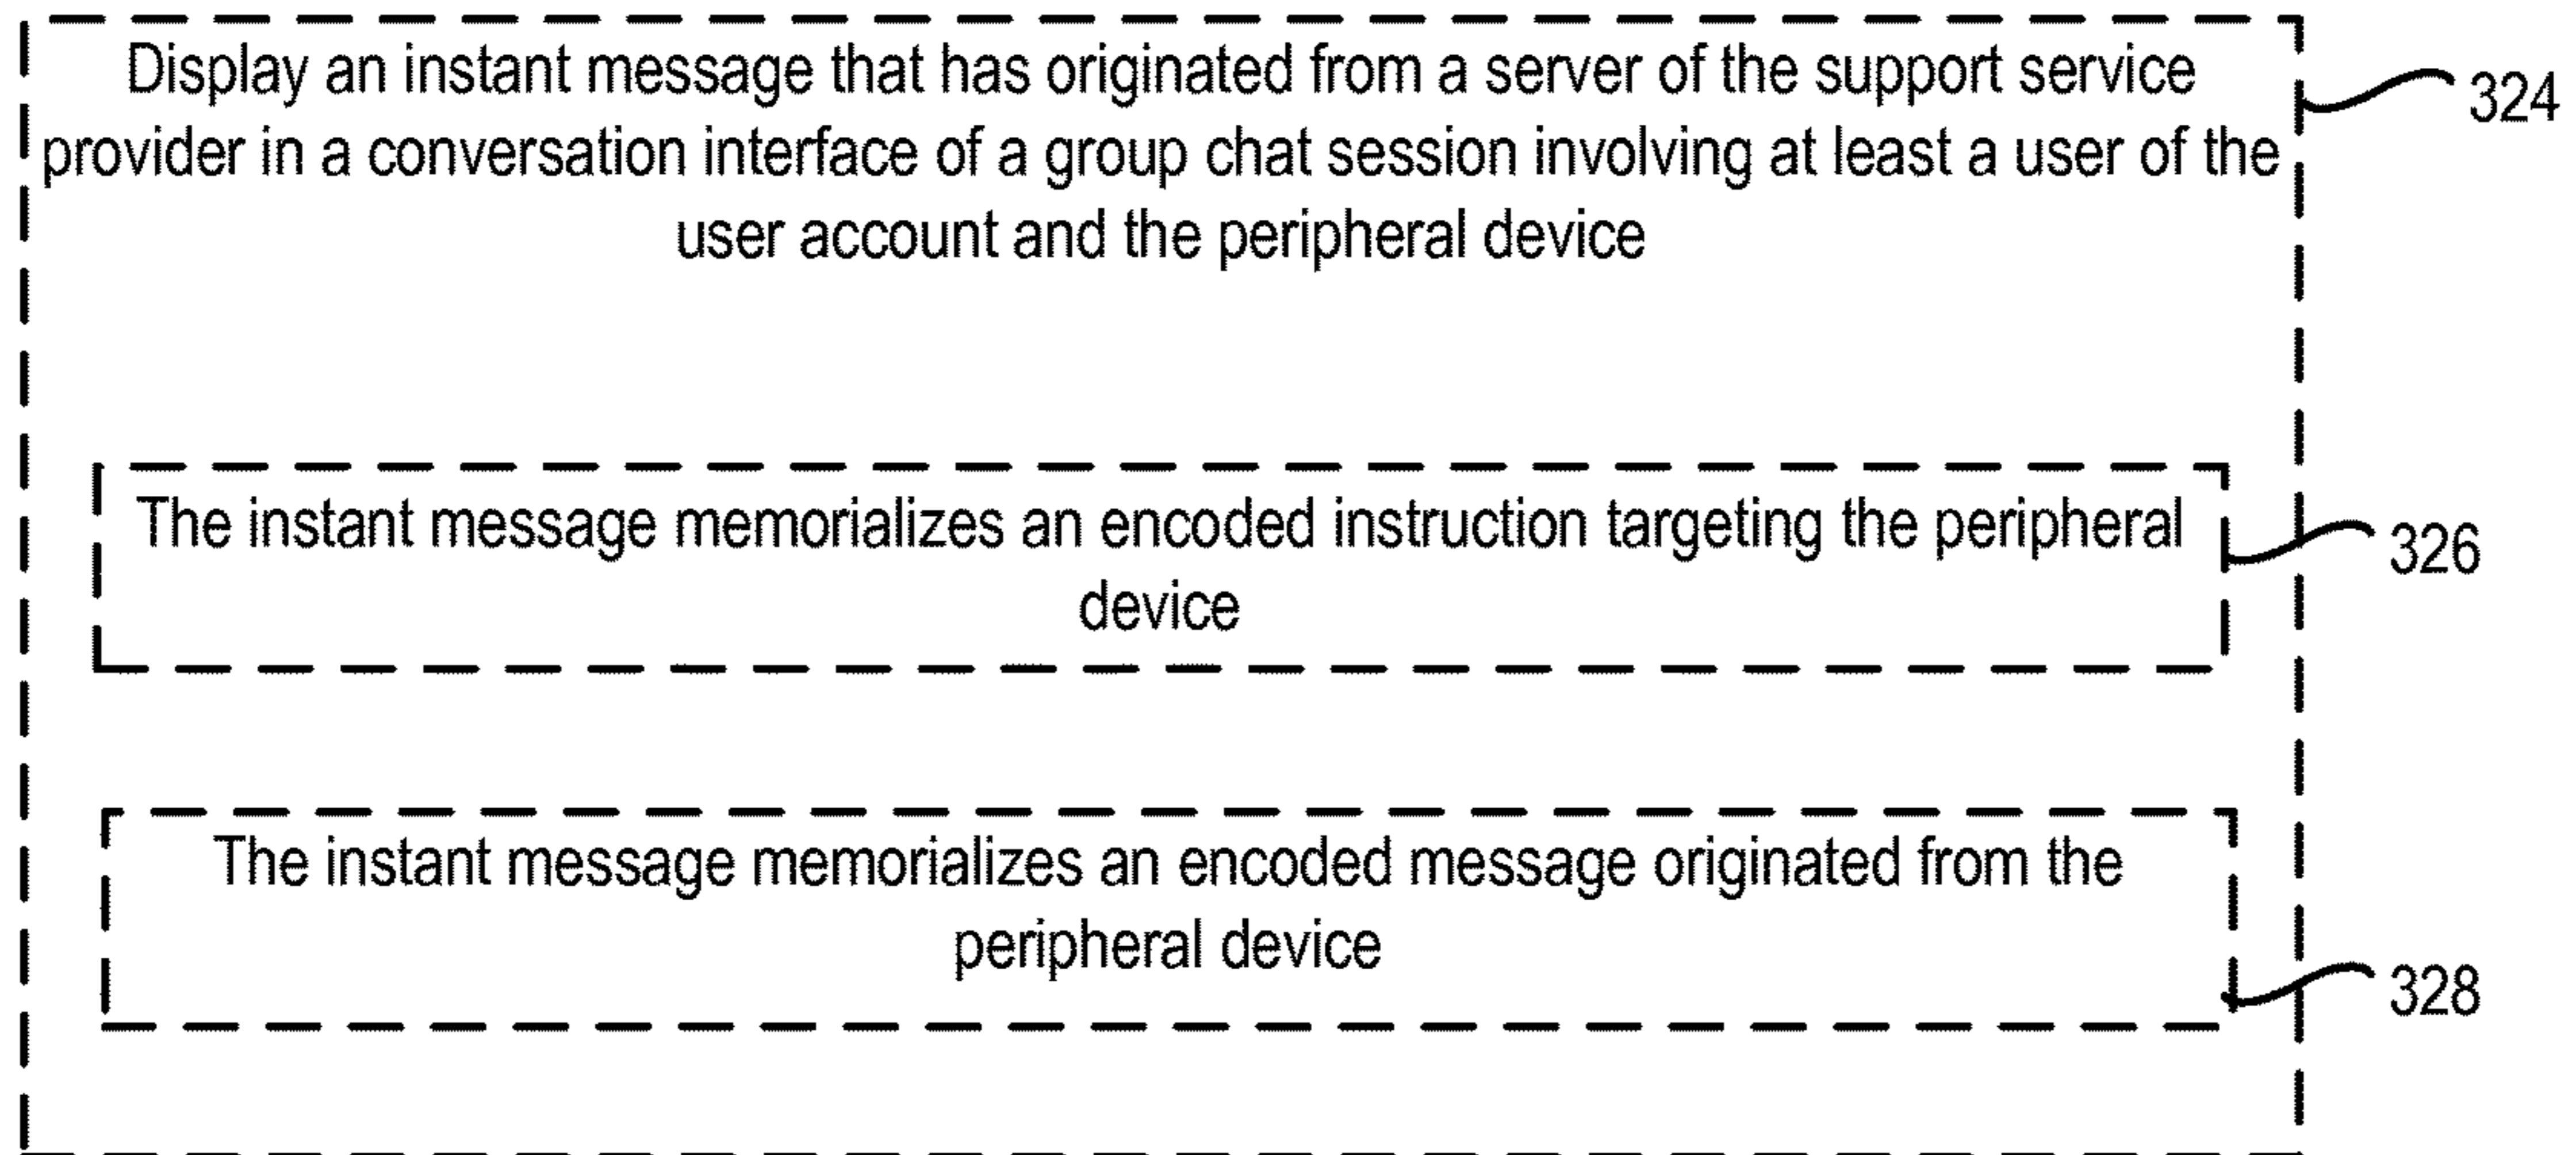 Display an instant message that has originated from a server of the support service
324
provider in a conversation interface of a group chat session involving at least a user of the
user account and the peripheral device
The instant message memorializes an encoded instruction targeting the peripheral
326
device
The instant message memorializes an encoded message originated from the
peripheral device
328